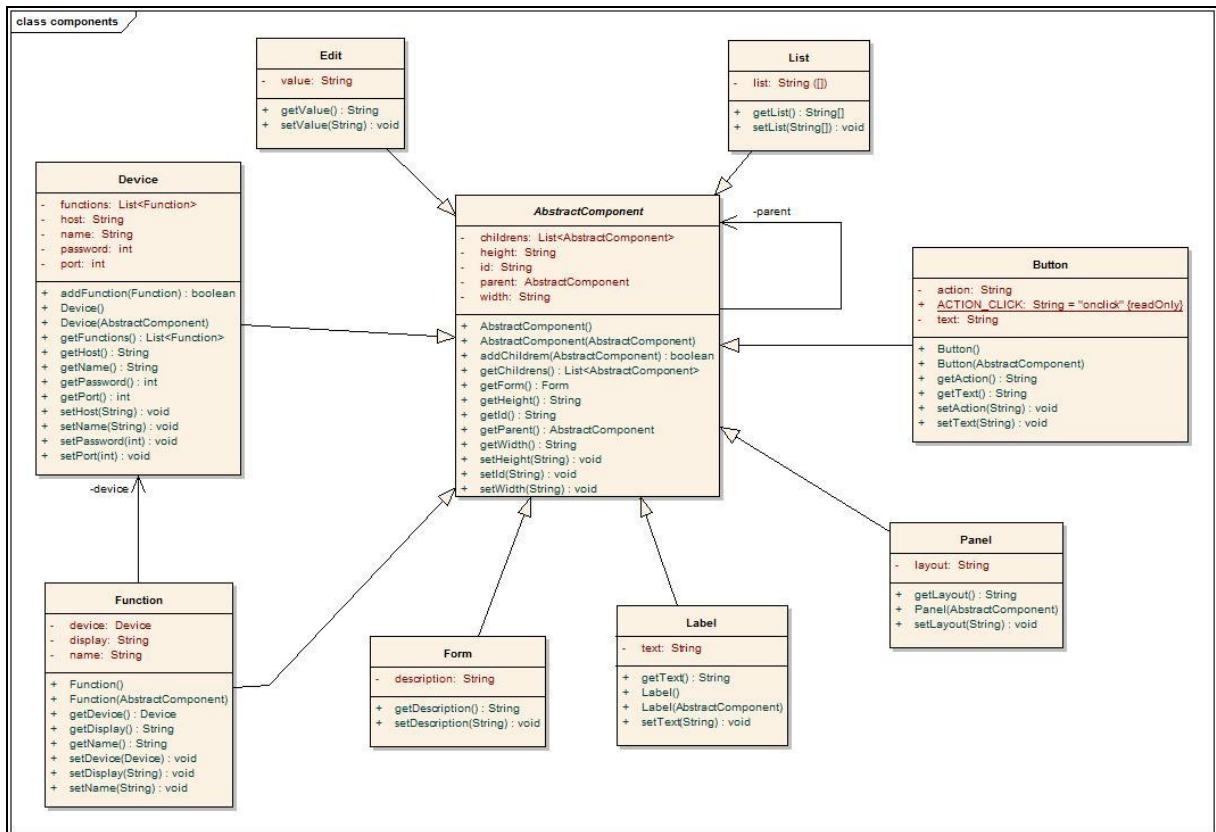 class components
Edit
- value: String
+ getValue() : String
+ setValue(String) : void
List
- list: String ([])
+ getList() : String[]
+ setList(String[]) : void
Device
- functions: List<Function>
- host: String
- name: String
- password: int
- port: int
+ addFunction(Function) : boolean
+ Device()
+ Device(AbstractComponent)
+ getFunctions() : List<Function>
+ getHost() : String
+ getName() : String
+ getPassword() : int
+ getPort() : int
+ setHost(String) : void
+ setName(String) : void
+ setPassword(int) : void
+ setPort(int) : void
AbstractComponent
- childrens: List<AbstractComponent>
- height: String
- id: String
- parent: AbstractComponent
- width: String
+ AbstractComponent()
+ AbstractComponent(AbstractComponent)
+ addChildrem(AbstractComponent) : boolean
+ getChildrens() : List<AbstractComponent>
+ getForm() : Form
+ getHeight() : String
+ getId() : String
+ getParent() : AbstractComponent
+ getWidth() : String
+ setHeight(String) : void
+ setId(String) : void
+ setWidth(String) : void
-parent
Button
- action: String
+ ACTION_CLICK: String = "onclick" {readOnly}
- text: String
+ Button()
+ Button(AbstractComponent)
+ getAction() : String
+ getText() : String
+ setAction(String) : void
+ setText(String) : void
-device
Function
- device: Device
- display: String
- name: String
+ Function()
+ Function(AbstractComponent)
+ getDevice() : Device
+ getDisplay() : String
+ getName() : String
+ setDevice(Device) : void
+ setDisplay(String) : void
+ setName(String) : void
Form
- description: String
+ getDescription() : String
+ setDescription(String) : void
Label
- text: String
+ getText() : String
+ Label()
+ Label(AbstractComponent)
+ setText(String) : void
Panel
- layout: String
+ getLayout() : String
+ Panel(AbstractComponent)
+ setLayout(String) : void